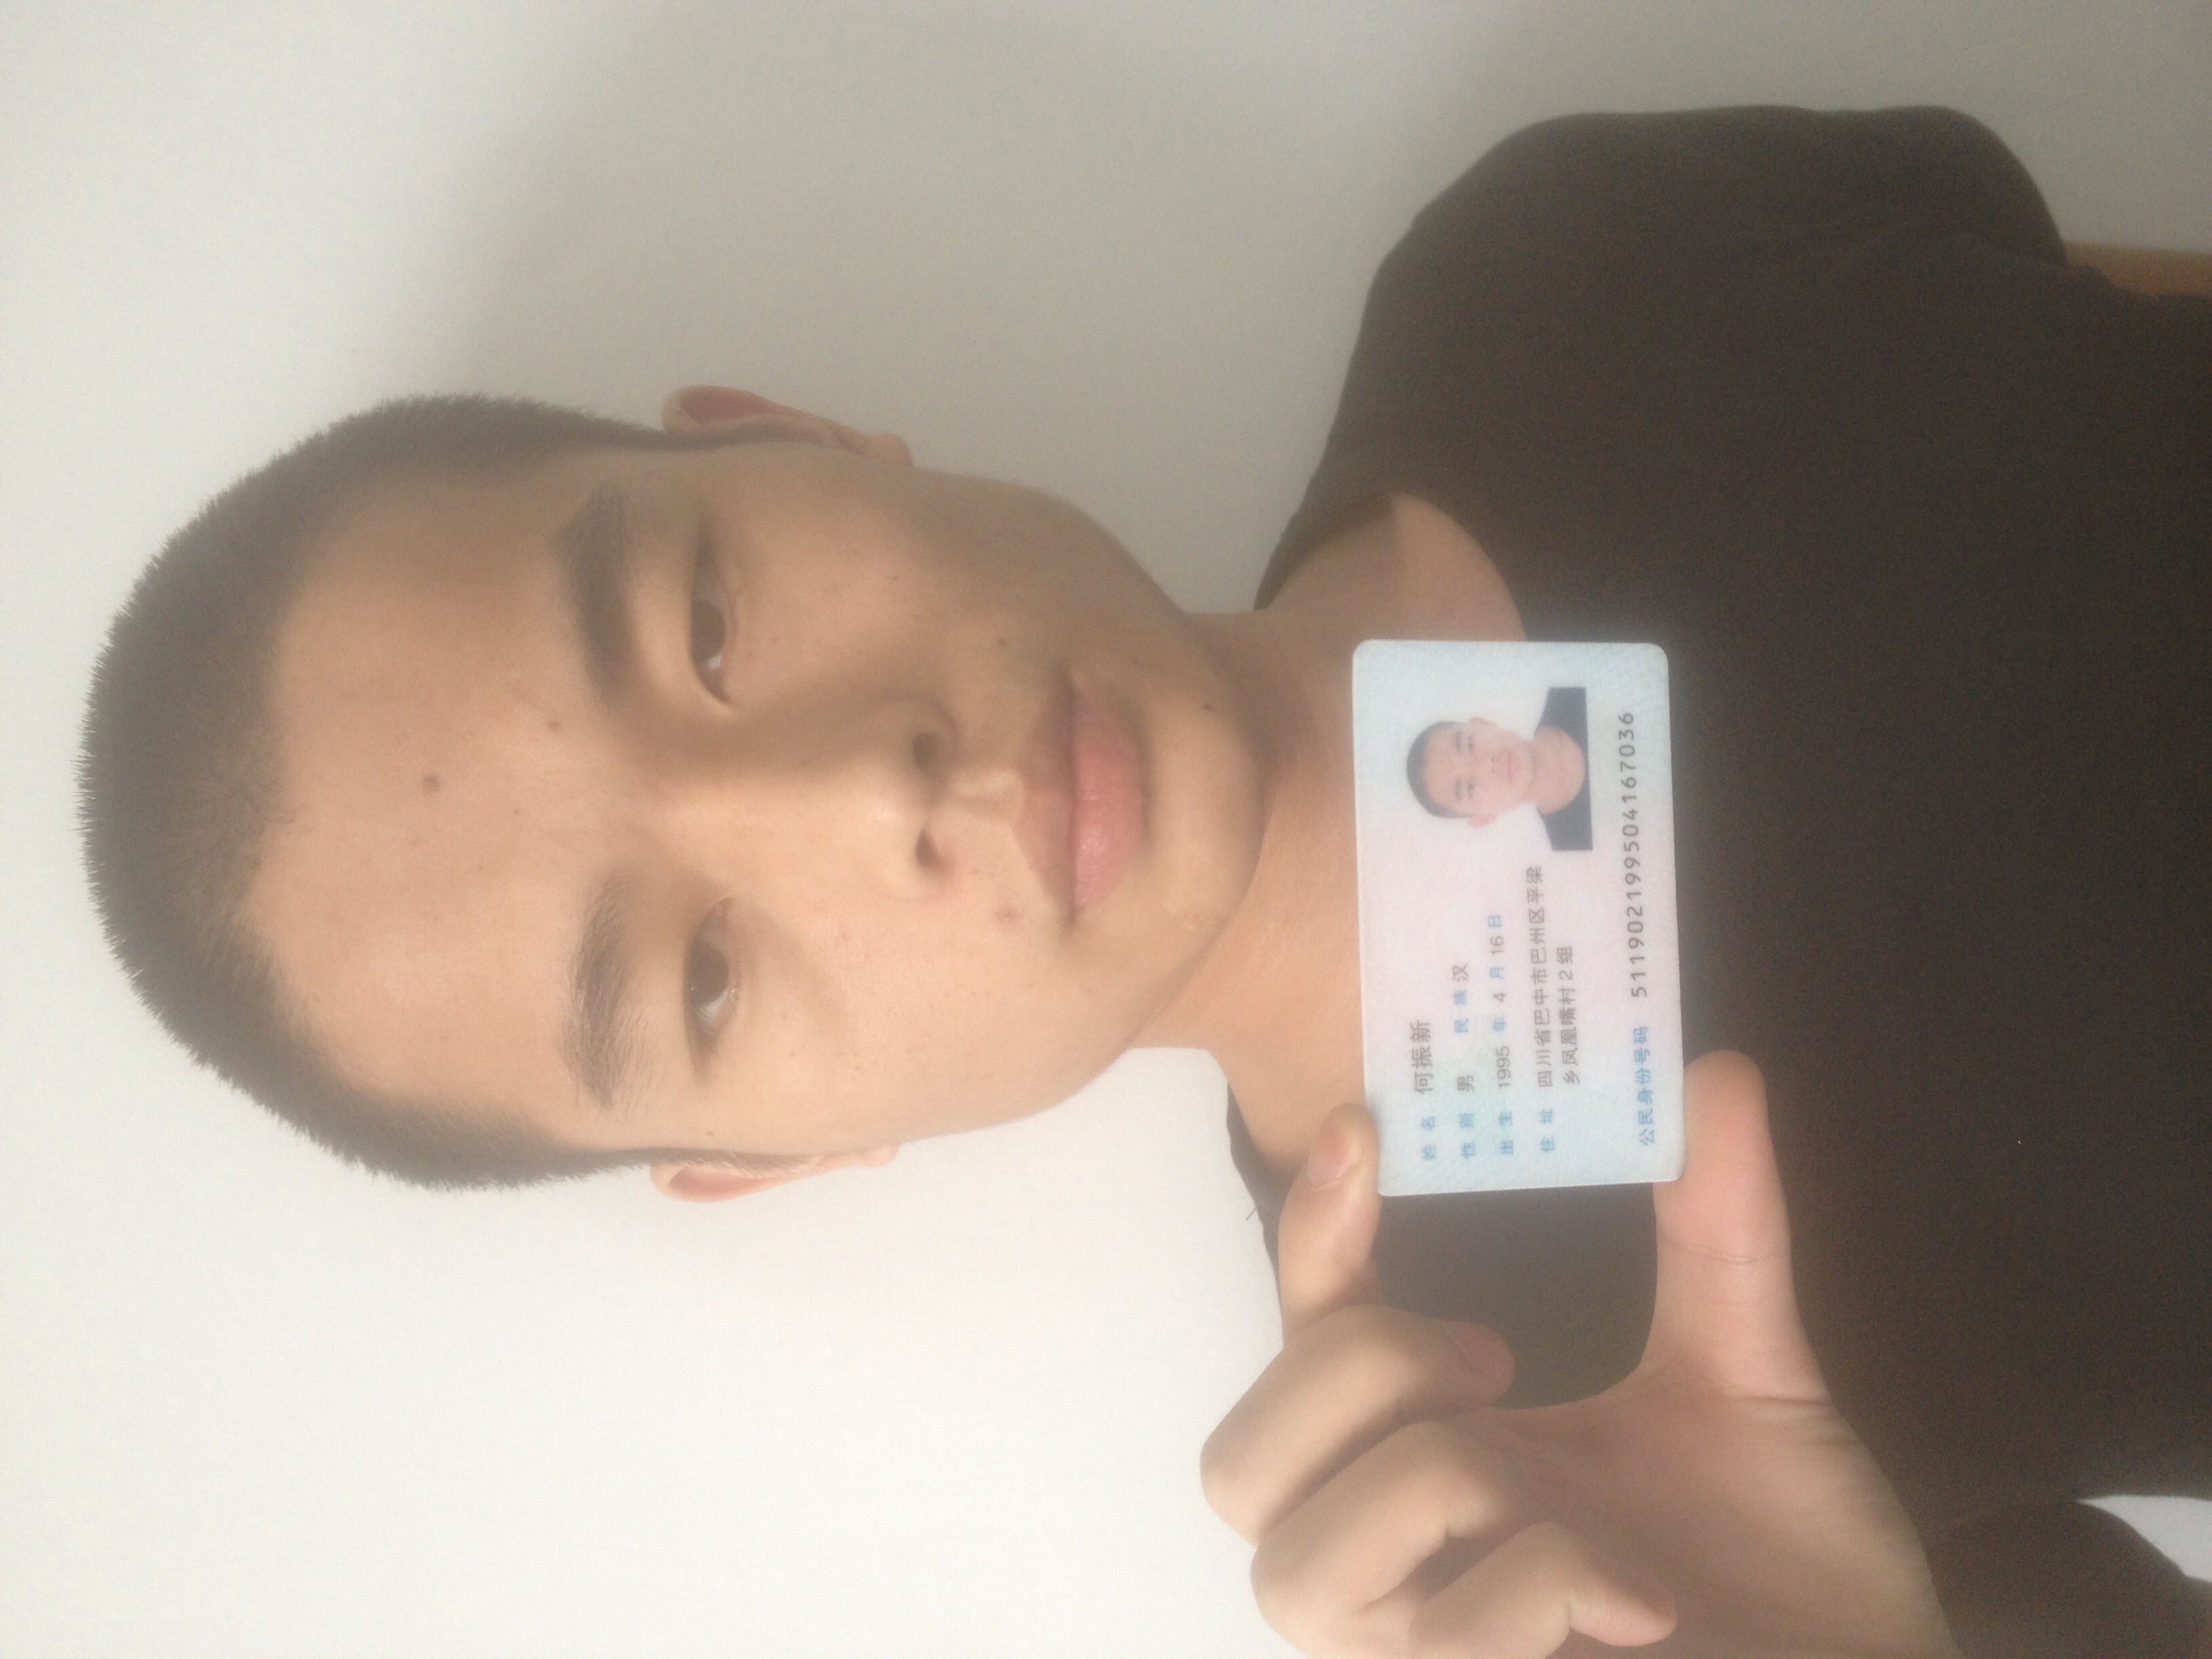 姓名 何振新
性别 男 民族 汉
出生 1995 年 4 月 16 日
住址 四川省巴中市巴州区平梁
乡凤凰嘴村2组
公民身份号码 511902199504167036